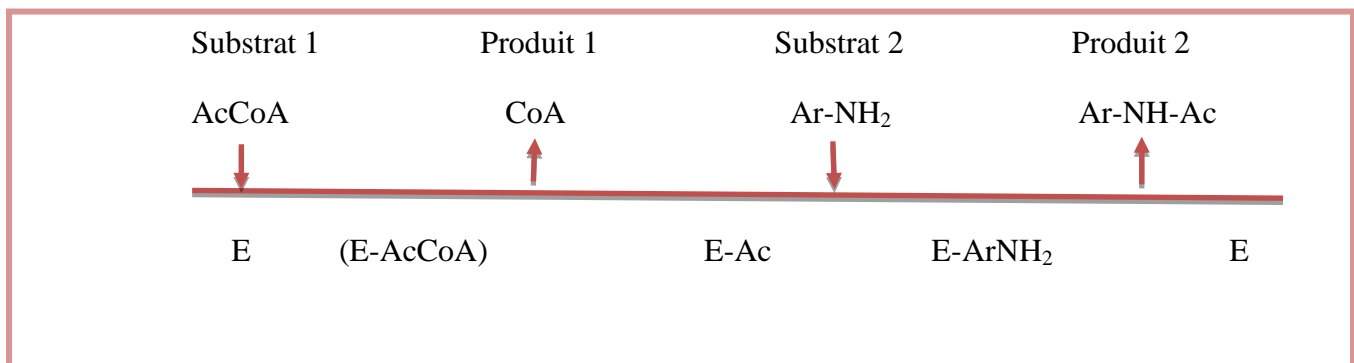 Substrat 1 Produit 1 Substrat 2 Produit 2
AcCoA CoA Ar-NH₂ Ar-NH-Ac
E (E-AcCoA) E-Ac E-ArNH₂ E